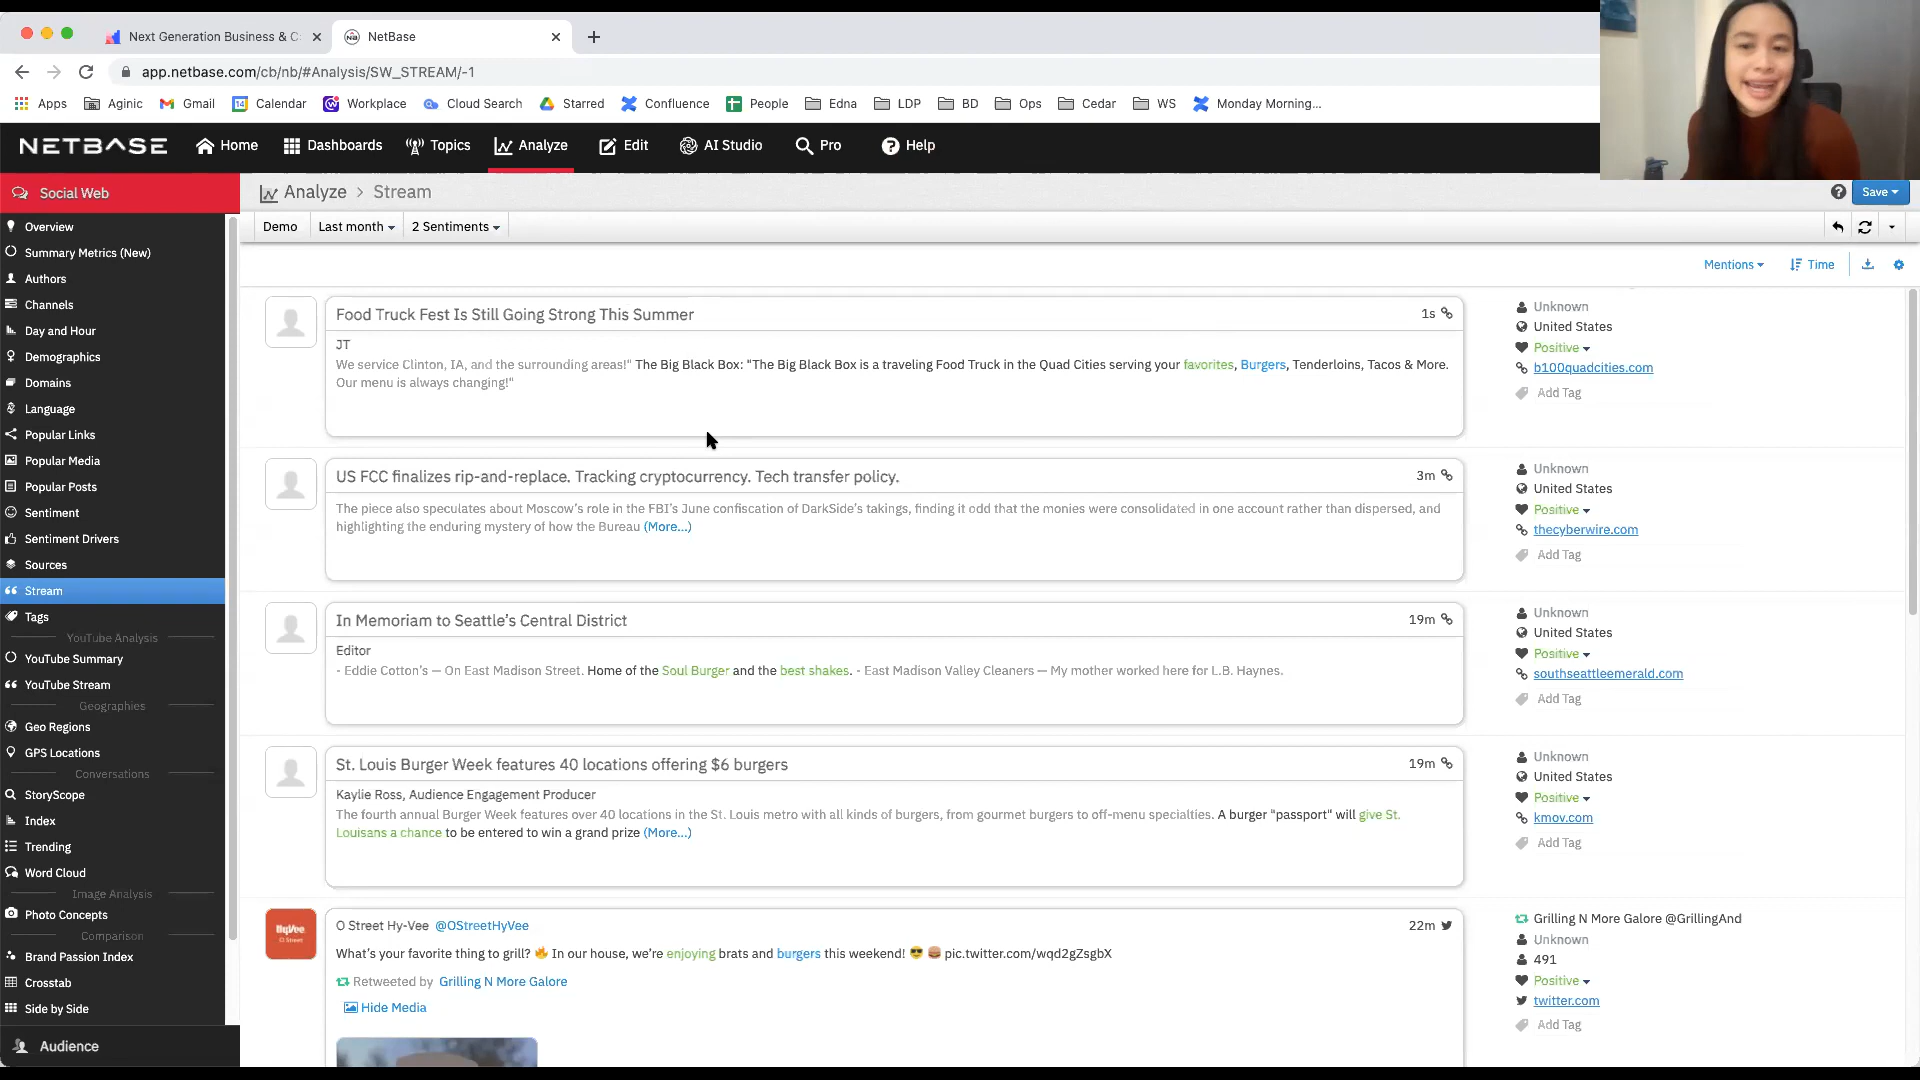 Next Generation Business & C
NetBase
app.netbase.com/cb/nb/#Analysis/SW_STREAM/-1
Apps
Aginic
Gmail
Calendar
Workplace
Cloud Search
Starred
Confluence
People
Edna
LDP
BD
Ops
Cedar
WS
Monday Morning...
NETBASE
Home
Dashboards
Topics
Analyze
Edit
AI Studio
Pro
Help
Social Web
Overview
Summary Metrics (New)
Authors
Channels
Day and Hour
Demographics
Domains
Language
Popular Links
Popular Media
Popular Posts
Sentiment
Sentiment Drivers
Sources
Stream
Tags
YouTube Analysis
YouTube Summary
YouTube Stream
Geographies
Geo Regions
GPS Locations
Conversations
StoryScope
Index
Trending
Word Cloud
Image Analysis
Photo Concepts
Comparison
Brand Passion Index
Crosstab
Side by Side
Audience
Analyze > Stream
Save
Demo
Last month
2 Sentiments
Mentions
Time
Food Truck Fest Is Still Going Strong This Summer
1s
JT
We service Clinton, IA, and the surrounding areas!" The Big Black Box: "The Big Black Box is a traveling Food Truck in the Quad Cities serving your favorites, Burgers, Tenderloins, Tacos & More.
Our menu is always changing!"
Unknown
United States
Positive
b100quadcities.com
Add Tag
US FCC finalizes rip-and-replace. Tracking cryptocurrency. Tech transfer policy.
3m
The piece also speculates about Moscow's role in the FBI's June confiscation of DarkSide's takings, finding it odd that the monies were consolidated in one account rather than dispersed, and
highlighting the enduring mystery of how the Bureau (More...)
Unknown
United States
Positive
thecyberwire.com
Add Tag
In Memoriam to Seattle's Central District
19m
Editor
- Eddie Cotton's — On East Madison Street. Home of the Soul Burger and the best shakes. - East Madison Valley Cleaners — My mother worked here for L.B. Haynes.
Unknown
United States
Positive
southseattleemerald.com
Add Tag
St. Louis Burger Week features 40 locations offering $6 burgers
19m
Kaylie Ross, Audience Engagement Producer
The fourth annual Burger Week features over 40 locations in the St. Louis metro with all kinds of burgers, from gourmet burgers to off-menu specialties. A burger "passport" will give St.
Louisans a chance to be entered to win a grand prize (More...)
Unknown
United States
Positive
kmov.com
Add Tag
HyVee
O Street
O Street Hy-Vee @OStreetHyVee
22m
What's your favorite thing to grill? 🔥 In our house, we're enjoying brats and burgers this weekend! 😎 🍔 pic.twitter.com/wqd2gZsgbX
Retweeted by Grilling N More Galore
Hide Media
Grilling N More Galore @GrillingAnd
Unknown
491
Positive
twitter.com
Add Tag